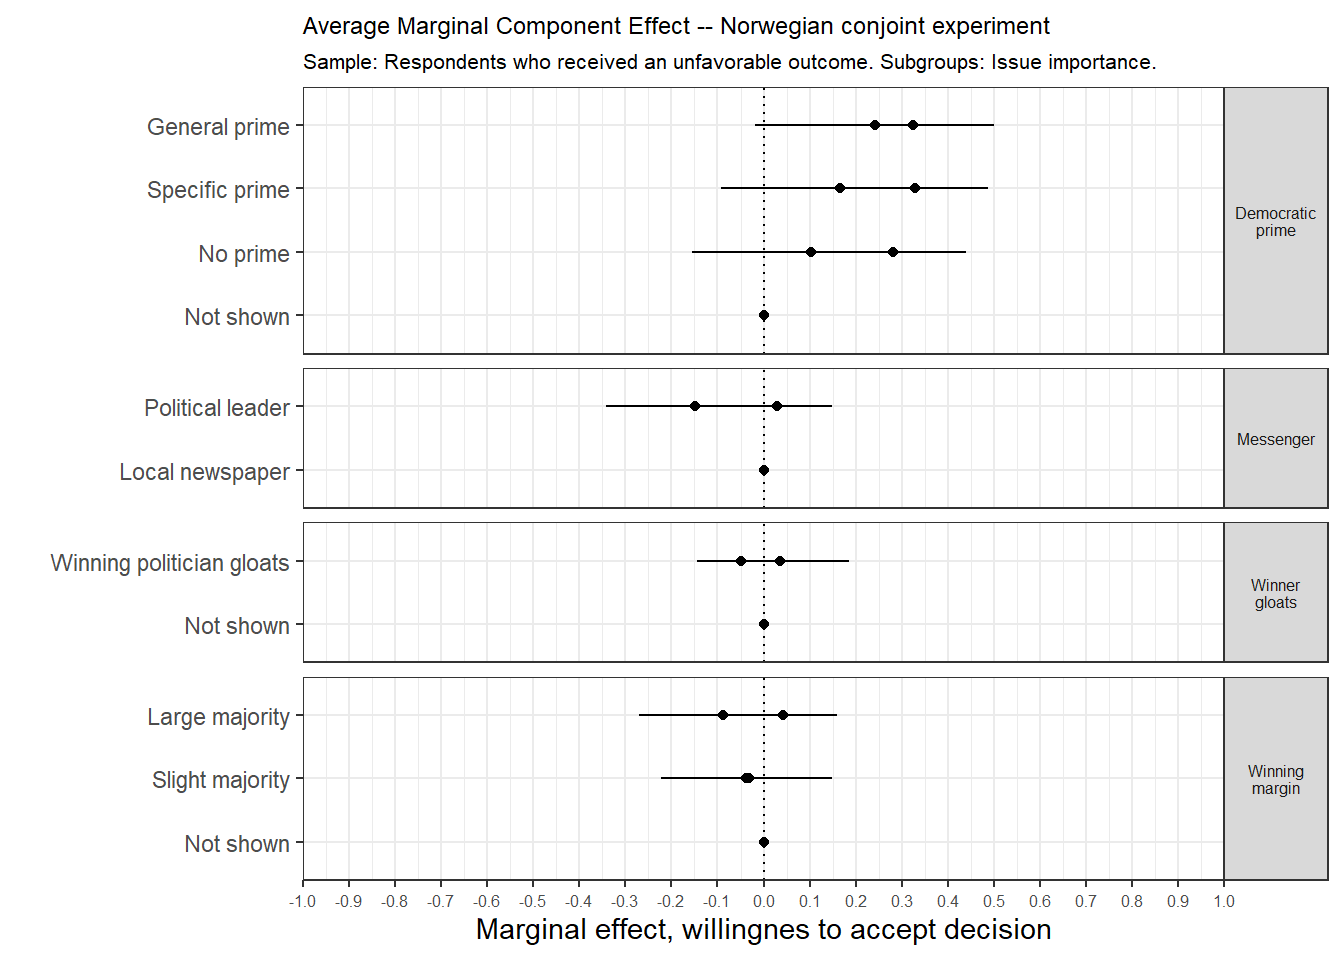 Average Marginal Component Effect -- Norwegian conjoint experiment
Sample: Respondents who received an unfavorable outcome. Subgroups: Issue importance.
General prime
Specific prime
No prime
Not shown
Democratic
prime
Political leader
Local newspaper
Messenger
Winning politician gloats
Not shown
Winner
gloats
Large majority
Slight majority
Not shown
Winning
margin
-1.0 -0.9 -0.8 -0.7 -0.6 -0.5 -0.4 -0.3 -0.2 -0.1 0.0 0.1 0.2 0.3 0.4 0.5 0.6 0.7 0.8 0.9 1.0
Marginal effect, willingnes to accept decision